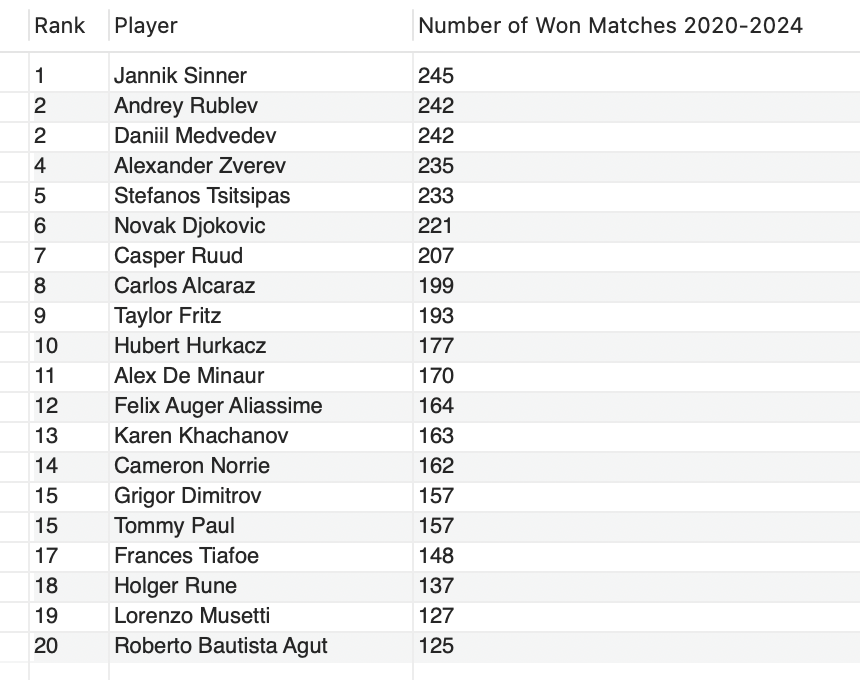 Rank Player Number of Won Matches 2020-2024
1 Jannik Sinner 245
2 Andrey Rublev 242
2 Daniil Medvedev 242
4 Alexander Zverev 235
5 Stefanos Tsitsipas 233
6 Novak Djokovic 221
7 Casper Ruud 207
8 Carlos Alcaraz 199
9 Taylor Fritz 193
10 Hubert Hurkacz 177
11 Alex De Minaur 170
12 Felix Auger Aliassime 164
13 Karen Khachanov 163
14 Cameron Norrie 162
15 Grigor Dimitrov 157
15 Tommy Paul 157
17 Frances Tiafoe 148
18 Holger Rune 137
19 Lorenzo Musetti 127
20 Roberto Bautista Agut 125